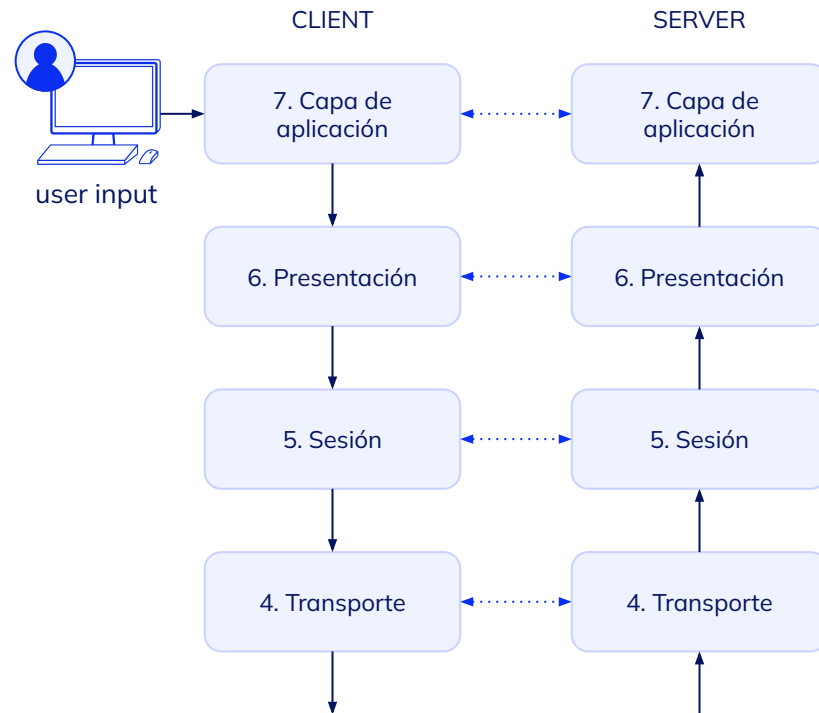 CLIENT
SERVER
user input
7. Capa de
aplicación
7. Capa de
aplicación
6. Presentación
6. Presentación
5. Sesión
5. Sesión
4. Transporte
4. Transporte